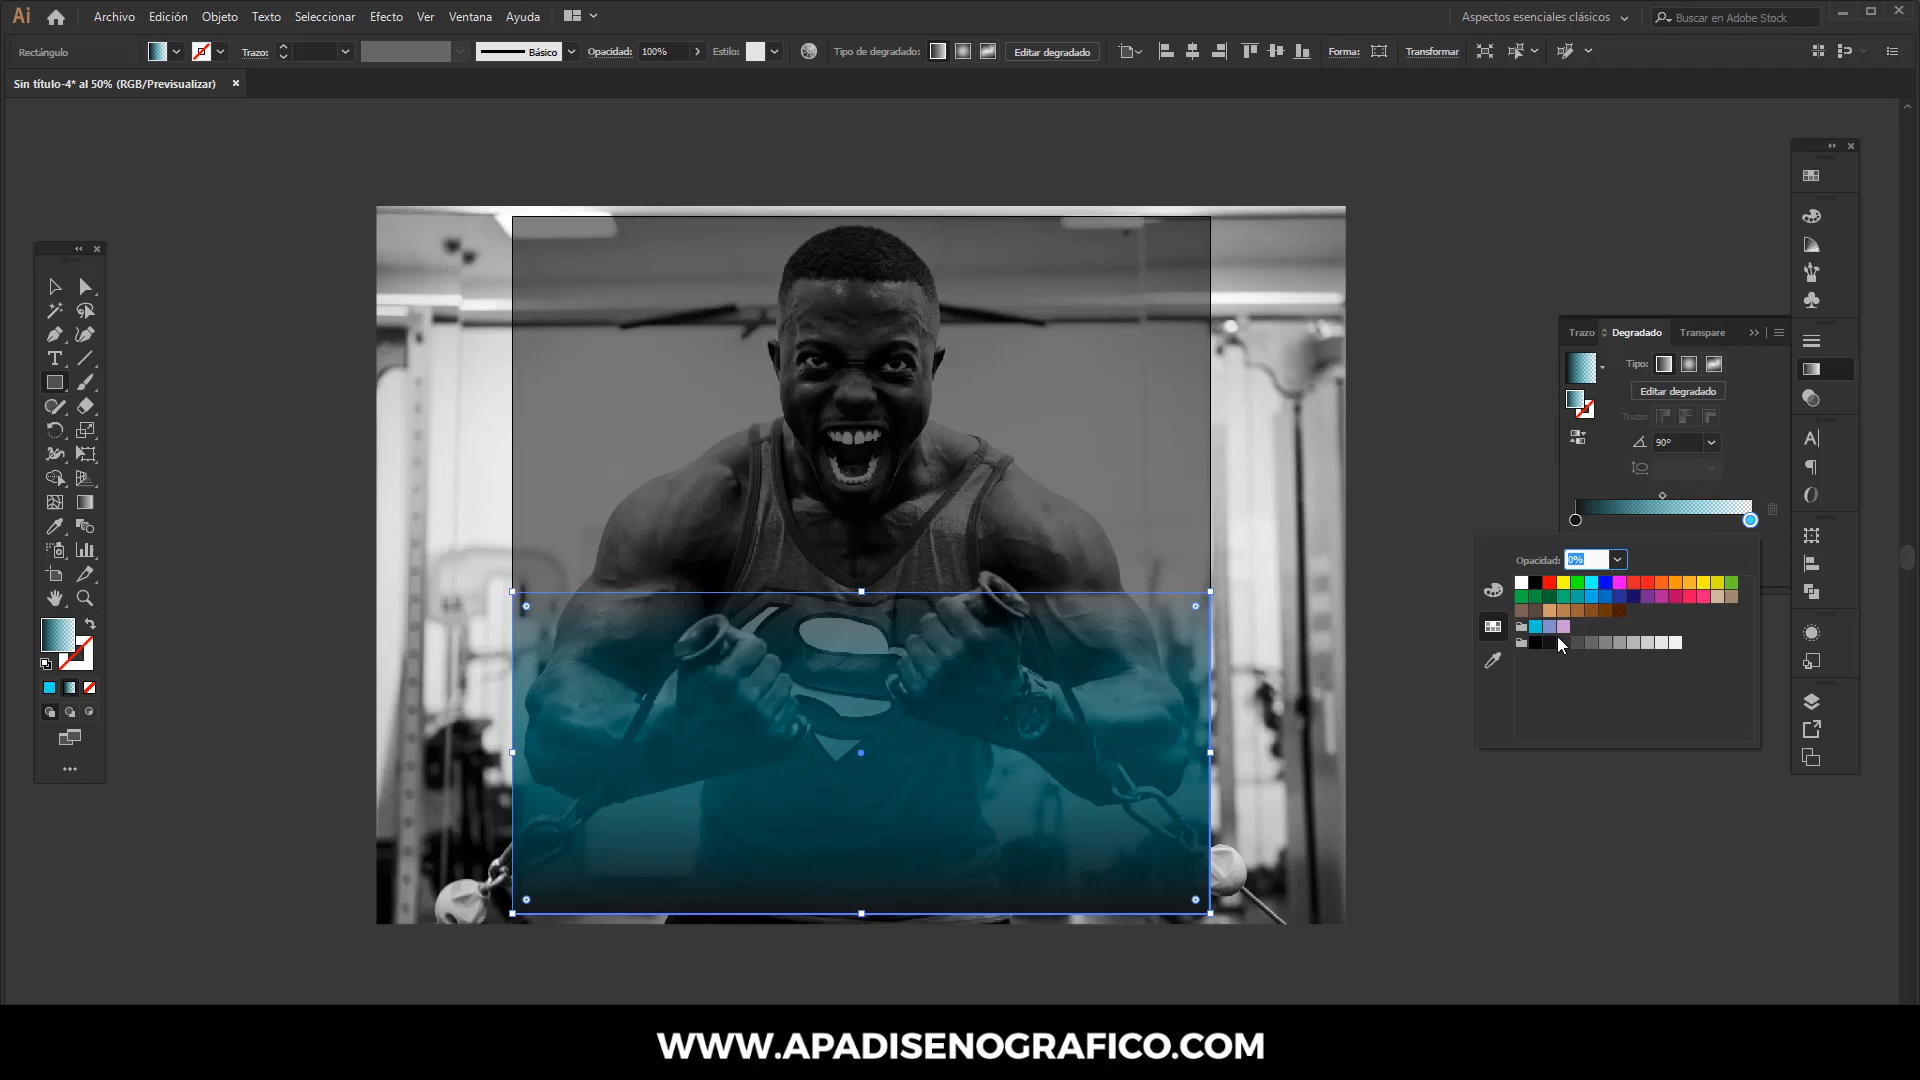 Ai Archivo Edición Objeto Texto Seleccionar Efecto Ver Ventana Ayuda Aspectos esenciales clásicos Buscar en Adobe Stock
Rectángulo Trazo: Básico Opacidad: 100% Estilo: Tipo de degradado: Editar degradado Forma: Transformar
Sin título-4* al 50% (RGB/Previsualizar)
Trazo Degradado Transpare
Tipo:
Editar degradado
Trazo:
90°
Opacidad: 0%
WWW.APADISENOGRAFICO.COM